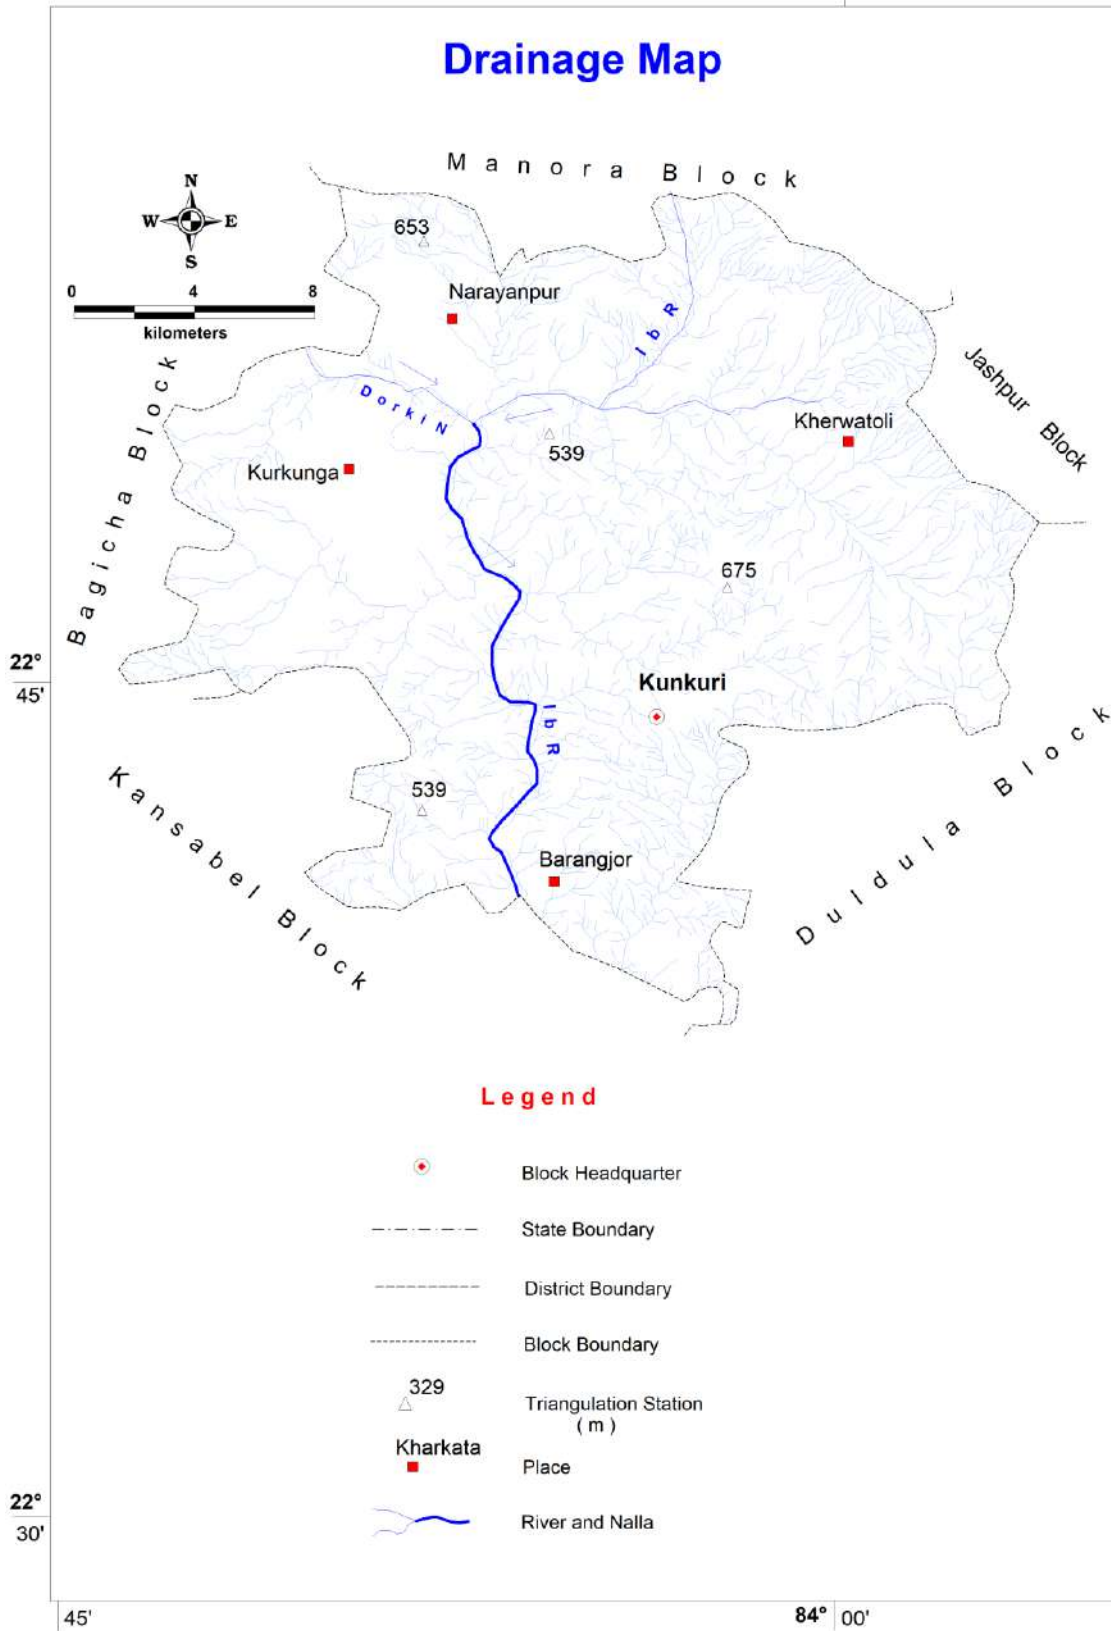 Drainage Map
Manora Block
N
W E
S
653
0 4 8
kilometers
Narayanpur
Ib R
Jashpur Block
Bagicha Block
Dorki N
Kherwatoli
539
Kurkunga
675
22°
45'
Kunkuri
Ib R
Duldula Block
Kansabel Block
539
Barangjor
Legend
Block Headquarter
State Boundary
District Boundary
Block Boundary
329
Triangulation Station
( m )
Kharkata
Place
River and Nalla
22°
30'
45' 84° 00'